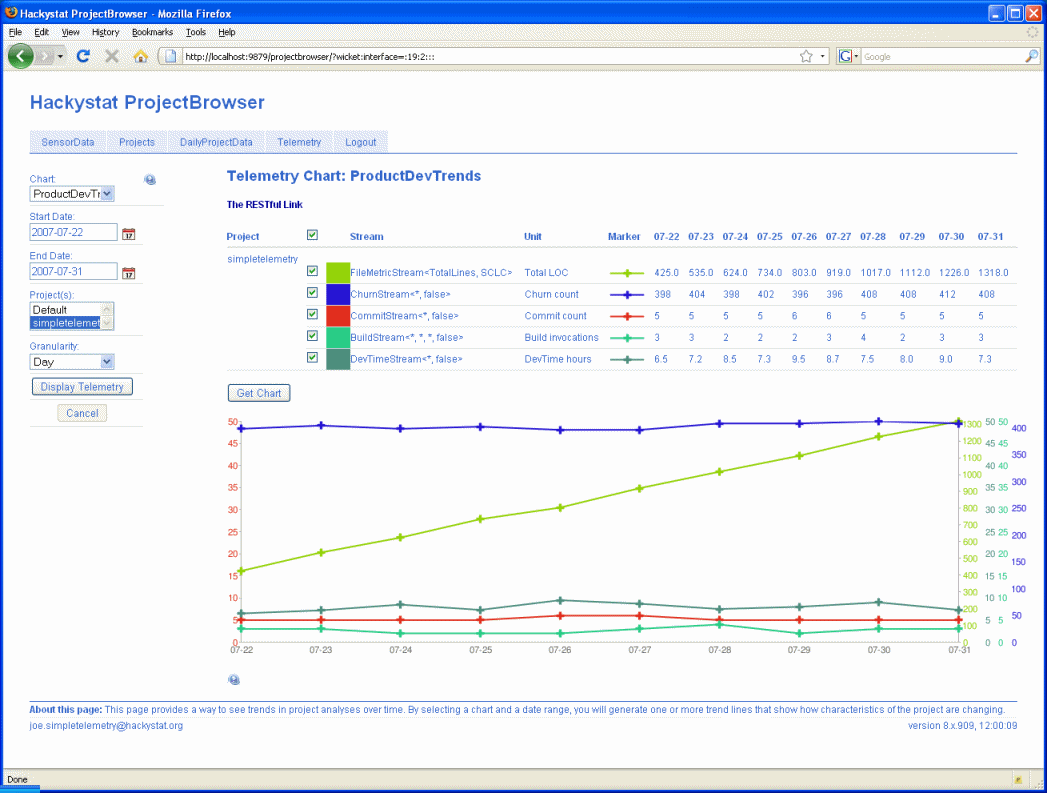 Hackystat ProjectBrowser - Mozilla Firefox
File Edit View History Bookmarks Tools Help
http://localhost:9879/projectbrowser/?wicket:interface=:19:2::: G Google
Hackystat ProjectBrowser
SensorData Projects DailyProjectData Telemetry Logout
Chart:
ProductDevTr
Start Date:
2007-07-22
End Date:
2007-07-31
Project(s):
Default
simpletelemet
Granularity:
Day
Display Telemetry
Cancel
Telemetry Chart: ProductDevTrends
The RESTful Link
Project Stream Unit Marker 07-22 07-23 07-24 07-25 07-26 07-27 07-28 07-29 07-30 07-31
simpletelemetry
FileMetricStream<TotalLines, SCLC> Total LOC 425.0 535.0 624.0 734.0 803.0 919.0 1017.0 1112.0 1226.0 1318.0
ChurnStream<*, false> Churn count 398 404 398 402 396 396 408 408 412 408
CommitStream<*, false> Commit count 5 5 5 5 6 6 5 5 5 5
BuildStream<*, *, *, false> Build invocations 3 3 2 2 2 3 4 2 3 3
DevTimeStream<*, false> DevTime hours 6.5 7.2 8.5 7.3 9.5 8.7 7.5 8.0 9.0 7.3
Get Chart
50
45
40
35
30
25
20
15
10
5
0
1300
1200
1100
1000
900
800
700
600
500
400
300
200
100
0
50 50
45 45
40 40
35 35
30 30
25 25
20 20
15 15
10 10
5 5
0 0
400
350
300
250
200
150
100
50
0
07-22 07-23 07-24 07-25 07-26 07-27 07-28 07-29 07-30 07-31
About this page: This page provides a way to see trends in project analyses over time. By selecting a chart and a date range, you will generate one or more trend lines that show how characteristics of the project are changing.
joe.simpletelemetry@hackystat.org version 8.x.909, 12:00:09
Done